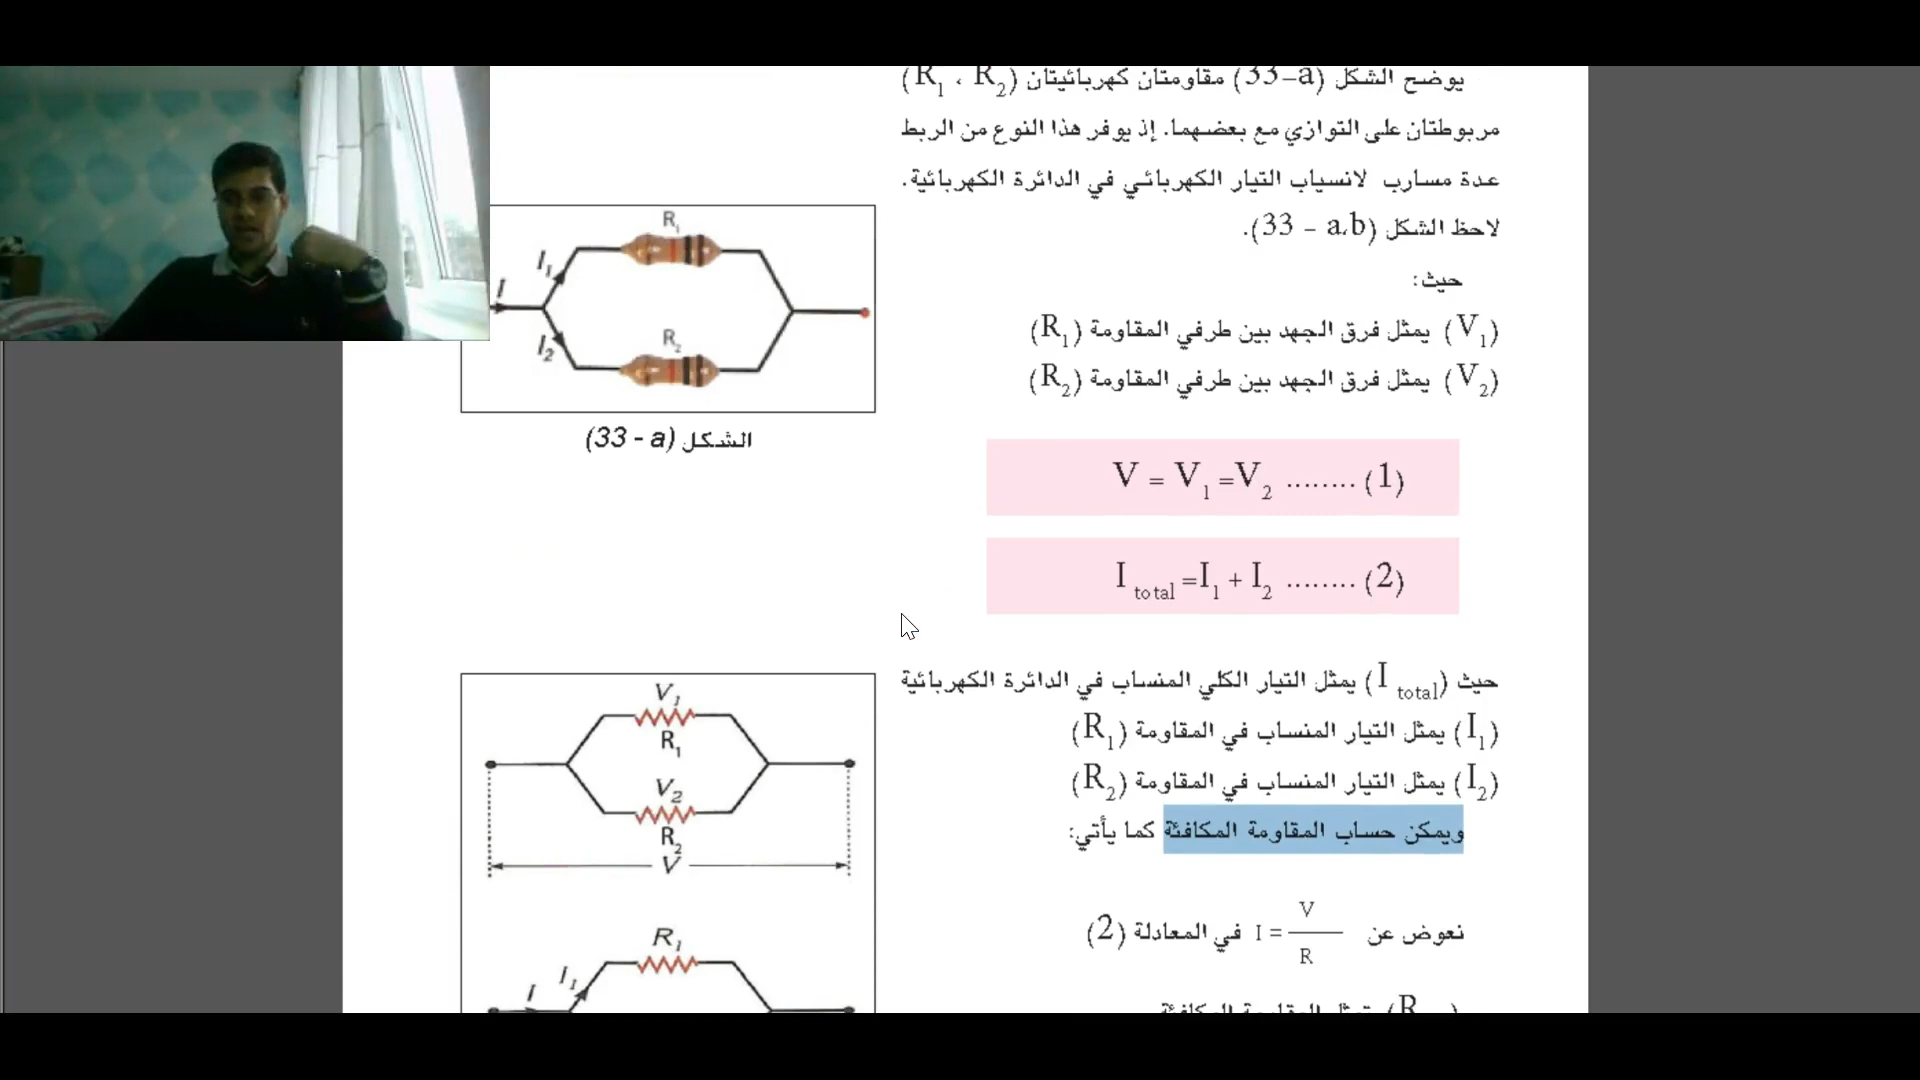 يوضح الشكل (33-a) مقاومتان كهربائيتان (R1 ، R2)
مربوطتان على التوازي مع بعضهما. إذ يوفر هذا النوع من الربط
عدة مسارب لانسياب التيار الكهربائي في الدائرة الكهربائية.
لاحظ الشكل (33 - a،b).
حيث:
(V1) يمثل فرق الجهد بين طرفي المقاومة (R1)
(V2) يمثل فرق الجهد بين طرفي المقاومة (R2)
V = V1 =V2 ........ (1)
I total =I1 + I2 ........ (2)
حيث (I total) يمثل التيار الكلي المنساب في الدائرة الكهربائية
(I1) يمثل التيار المنساب في المقاومة (R1)
(I2) يمثل التيار المنساب في المقاومة (R2)
ويمكن حساب المقاومة المكافئة كما يأتي:
نعوض عن I = V/R في المعادلة (2)
R1
I1
I
I2
R2
الشكل (33 - a)
V1
R1
V2
R2
V
R1
I1
I